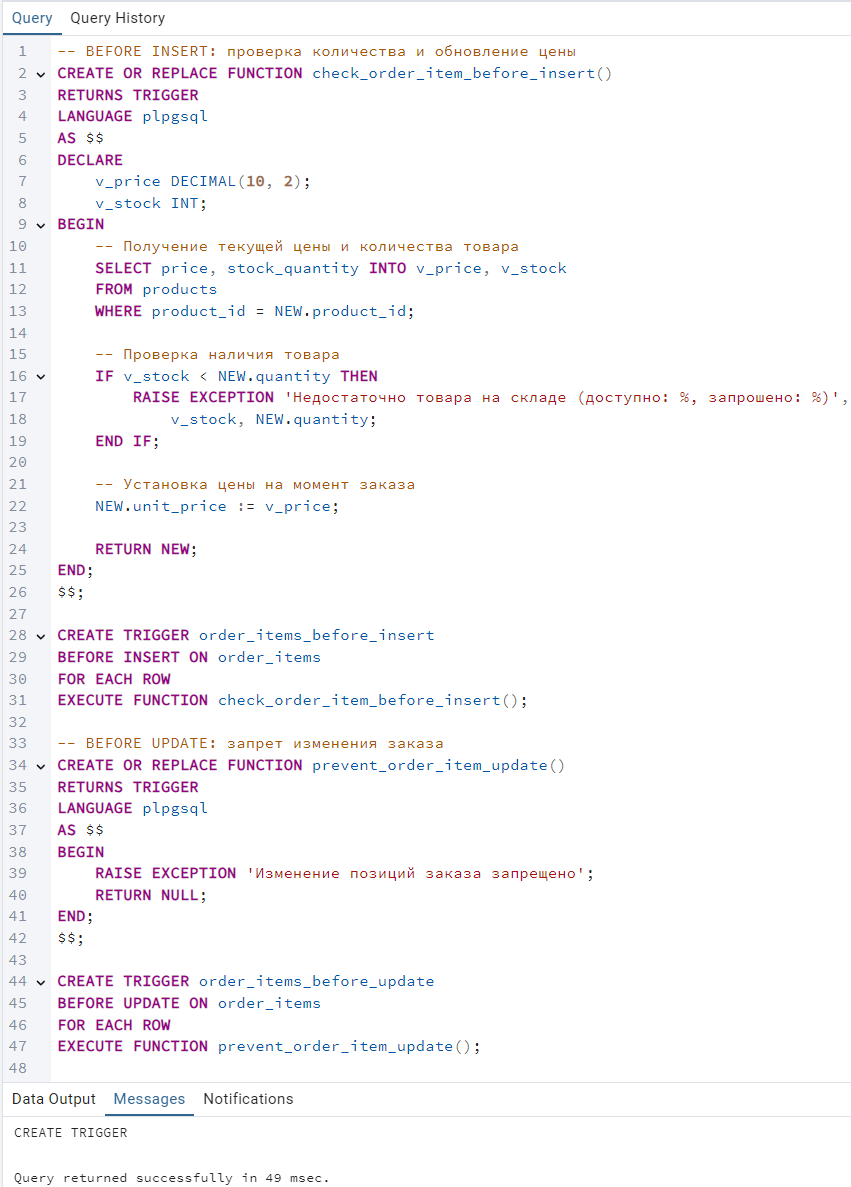 Query Query History
1 -- BEFORE INSERT: проверка количества и обновление цены
2 CREATE OR REPLACE FUNCTION check_order_item_before_insert()
3 RETURNS TRIGGER
4 LANGUAGE plpgsql
5 AS $$
6 DECLARE
7 v_price DECIMAL(10, 2);
8 v_stock INT;
9 BEGIN
10 -- Получение текущей цены и количества товара
11 SELECT price, stock_quantity INTO v_price, v_stock
12 FROM products
13 WHERE product_id = NEW.product_id;
14
15 -- Проверка наличия товара
16 IF v_stock < NEW.quantity THEN
17 RAISE EXCEPTION 'Недостаточно товара на складе (доступно: %, запрошено: %)',
18 v_stock, NEW.quantity;
19 END IF;
20
21 -- Установка цены на момент заказа
22 NEW.unit_price := v_price;
23
24 RETURN NEW;
25 END;
26 $$;
27
28 CREATE TRIGGER order_items_before_insert
29 BEFORE INSERT ON order_items
30 FOR EACH ROW
31 EXECUTE FUNCTION check_order_item_before_insert();
32
33 -- BEFORE UPDATE: запрет изменения заказа
34 CREATE OR REPLACE FUNCTION prevent_order_item_update()
35 RETURNS TRIGGER
36 LANGUAGE plpgsql
37 AS $$
38 BEGIN
39 RAISE EXCEPTION 'Изменение позиций заказа запрещено';
40 RETURN NULL;
41 END;
42 $$;
43
44 CREATE TRIGGER order_items_before_update
45 BEFORE UPDATE ON order_items
46 FOR EACH ROW
47 EXECUTE FUNCTION prevent_order_item_update();
48
Data Output Messages Notifications
CREATE TRIGGER
Query returned successfully in 49 msec.